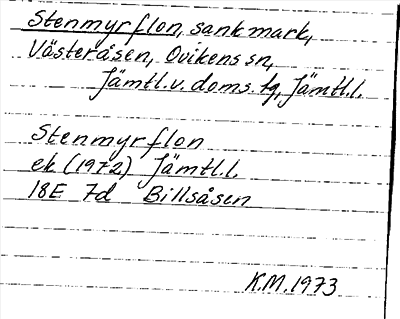 Stenmyrflon, sankmark,
Västeråsen, Ovikens sn,
Jämtl.v. doms. tg, Jämtl.l.
Stenmyrflon
ek (1972) Jämtl.l.
18E 7d Billsåsen
K.M. 1973